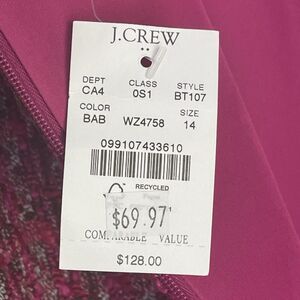 J.CREW
DEPT CLASS STYLE
CA4 0S1 BT107
COLOR SIZE
BAB WZ4758 14
099107433610
RECYCLED
$69.97
COMPARABLE VALUE
$128.00